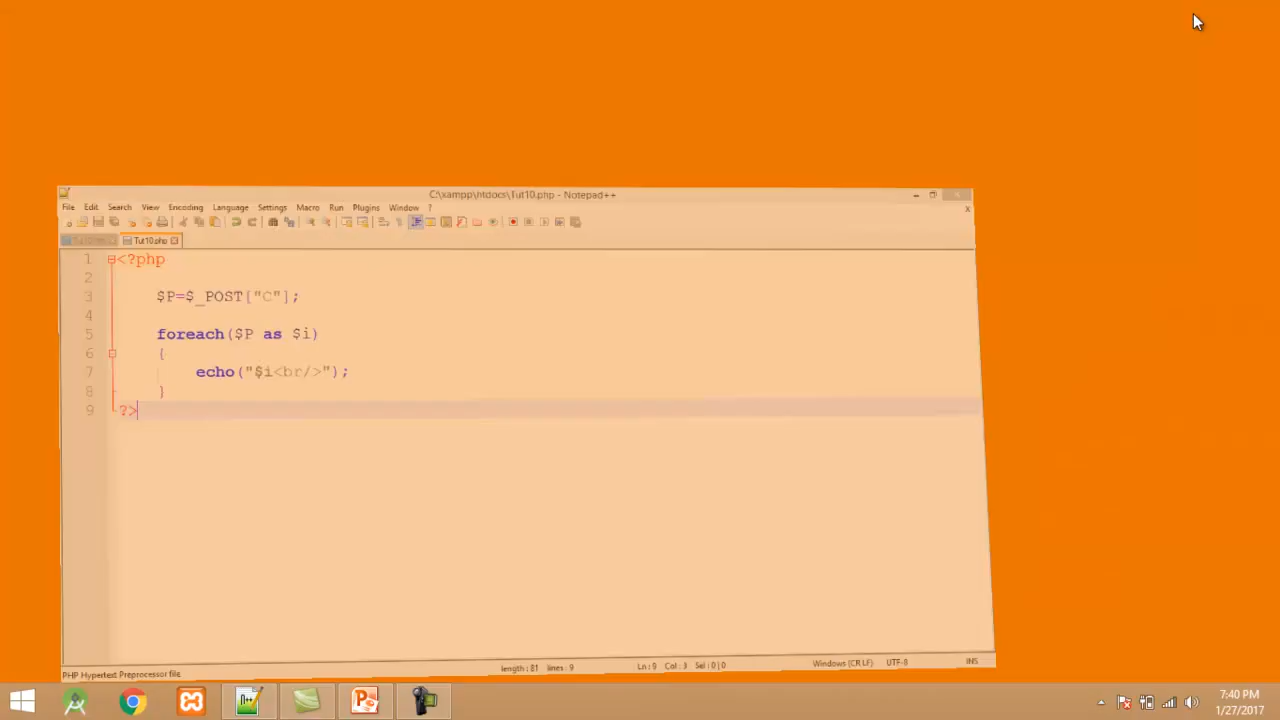 C:\xampp\htdocs\Tut10.php - Notepad++
File Edit Search View Encoding Language Settings Macro Run Plugins Window ?
Tut10.php
1 <?php
2
3 $P=$_POST["C"];
4
5 foreach($P as $i)
6 {
7 echo("$i<br/>");
8 }
9 ?>
PHP Hypertext Preprocessor file length : 81 lines : 9 Ln : 9 Col : 3 Sel : 0 | 0 Windows (CR LF) UTF-8 INS
7:40 PM
1/27/2017